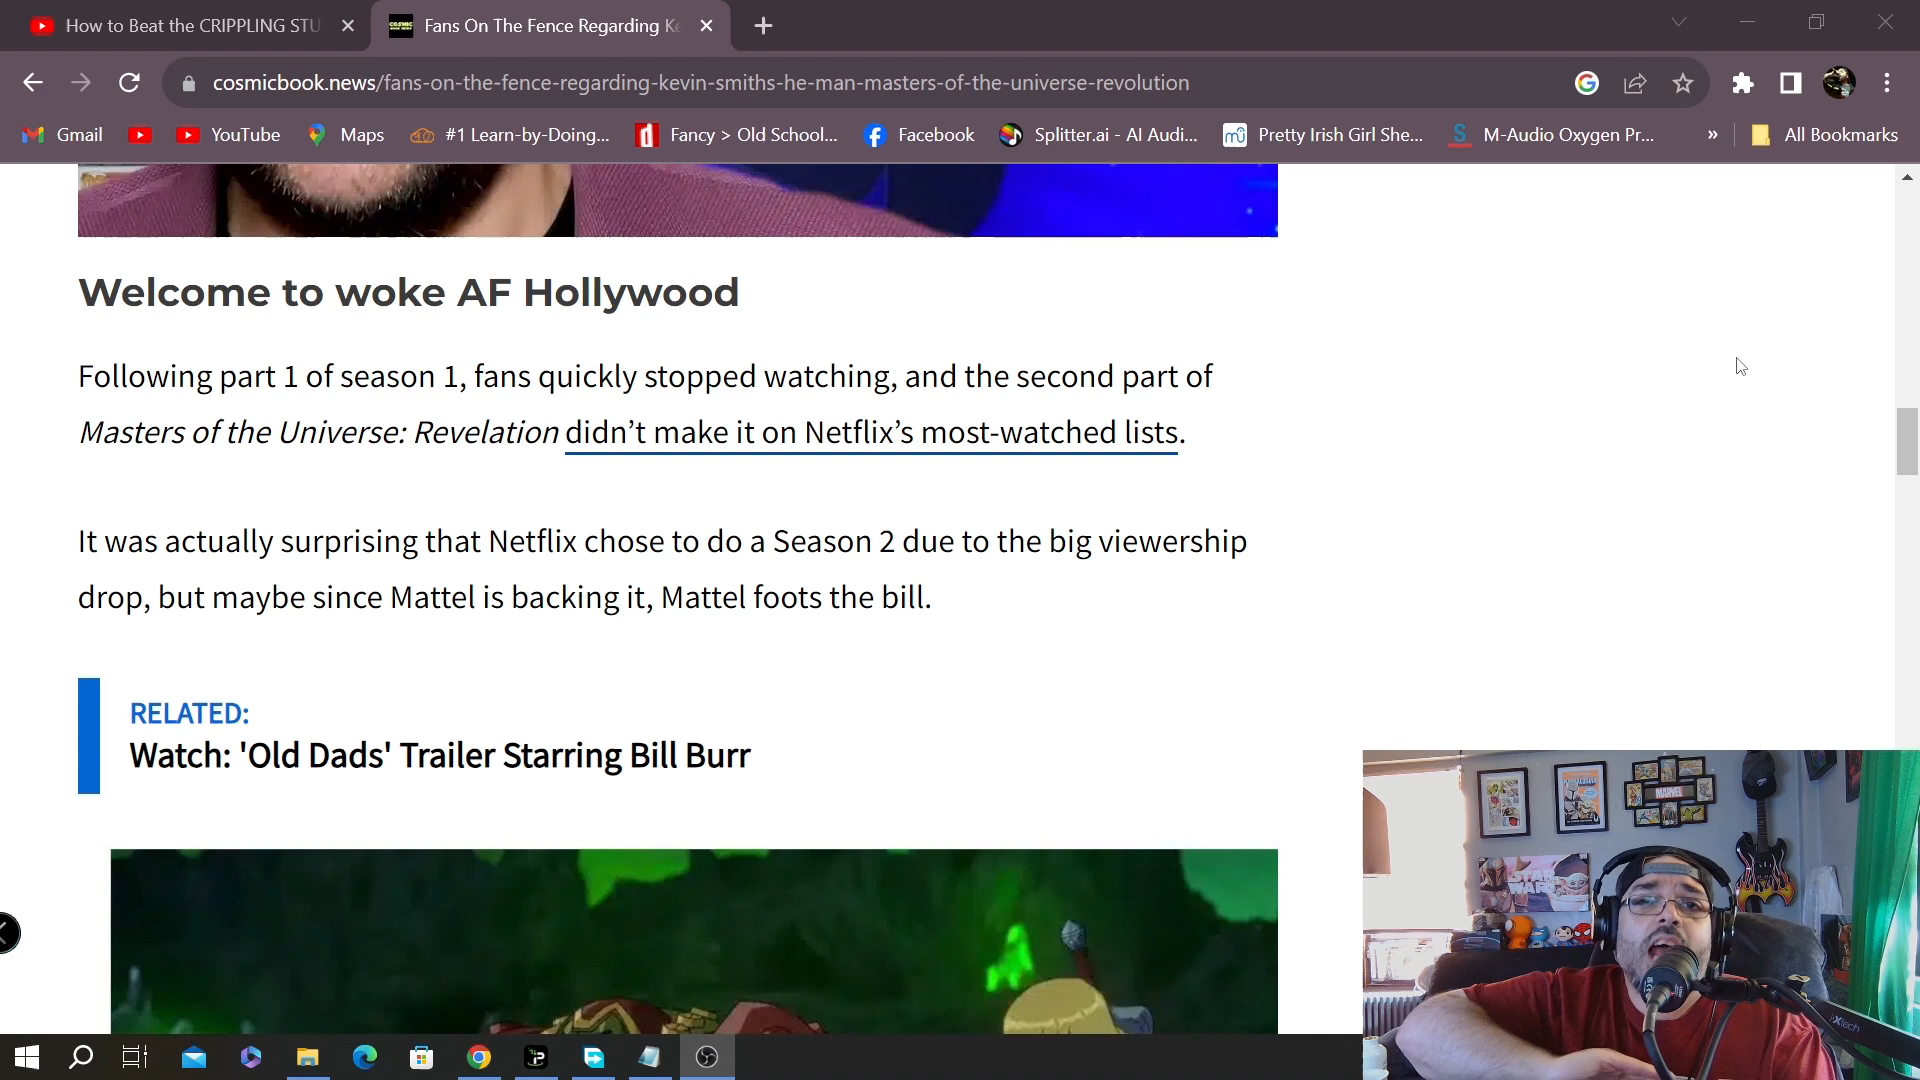 How to Beat the CRIPPLING STU
COSMIC
Fans On The Fence Regarding Ke
cosmicbook.news/fans-on-the-fence-regarding-kevin-smiths-he-man-masters-of-the-universe-revolution
Gmail
YouTube
Maps
#1 Learn-by-Doing...
Fancy > Old School...
Facebook
Splitter.ai - AI Audi...
Pretty Irish Girl She...
M-Audio Oxygen Pr...
»
All Bookmarks
Welcome to woke AF Hollywood
Following part 1 of season 1, fans quickly stopped watching, and the second part of
Masters of the Universe: Revelation didn’t make it on Netflix’s most-watched lists.
It was actually surprising that Netflix chose to do a Season 2 due to the big viewership
drop, but maybe since Mattel is backing it, Mattel foots the bill.
RELATED:
Watch: 'Old Dads' Trailer Starring Bill Burr
MARVEL
STAR
WARS
iXtech